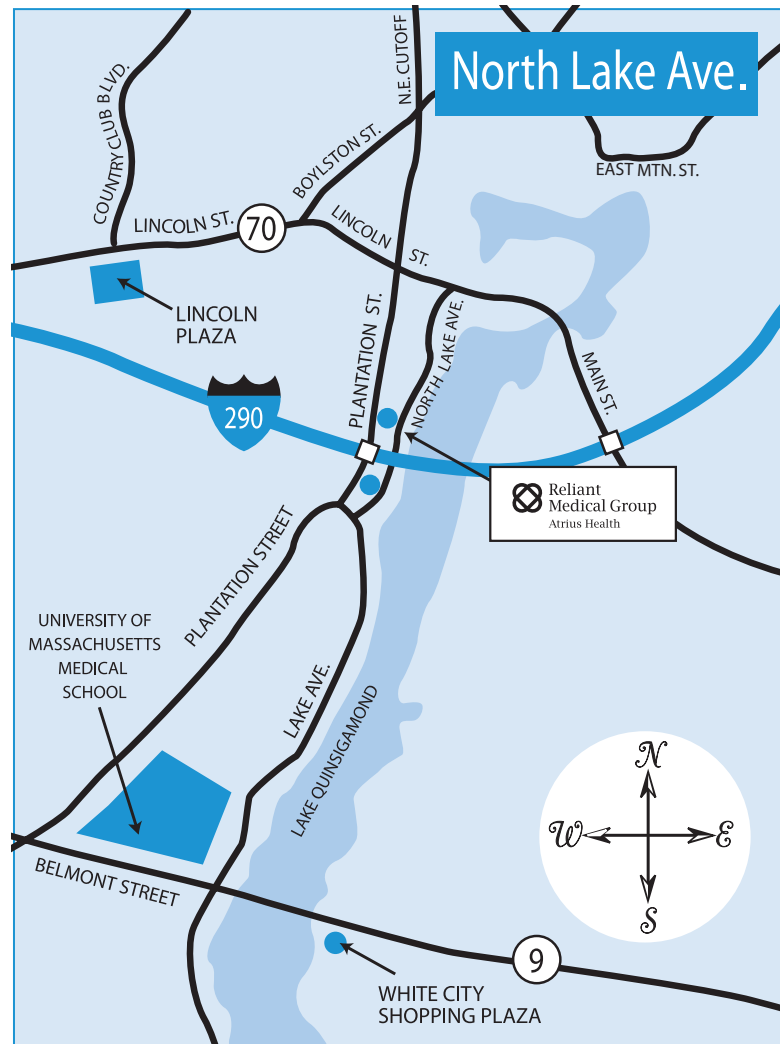 North Lake Ave.
N.E. CUTOFF
COUNTRY CLUB BLVD.
BOYLSTON ST.
EAST MTN. ST.
LINCOLN ST.
70
LINCOLN ST.
LINCOLN
PLAZA
PLANTATION ST.
NORTH LAKE AVE.
MAIN ST.
290
Reliant
Medical Group
Atrius Health
PLANTATION STREET
UNIVERSITY OF
MASSACHUSETTS
MEDICAL
SCHOOL
LAKE AVE.
LAKE QUINSIGAMOND
N
W
E
S
BELMONT STREET
9
WHITE CITY
SHOPPING PLAZA